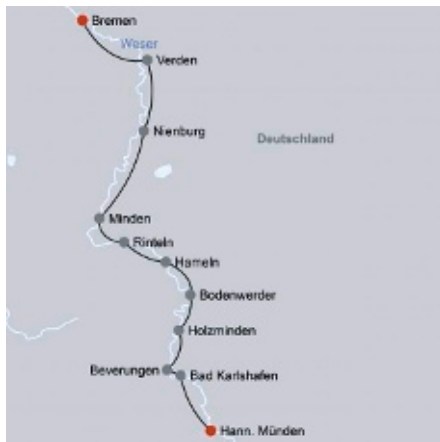 Bremen
Weser
Verden
Nienburg
Deutschland
Minden
Rinteln
Hameln
Bodenwerder
Holzminden
Beverungen
Bad Karlshafen
Hann. Münden